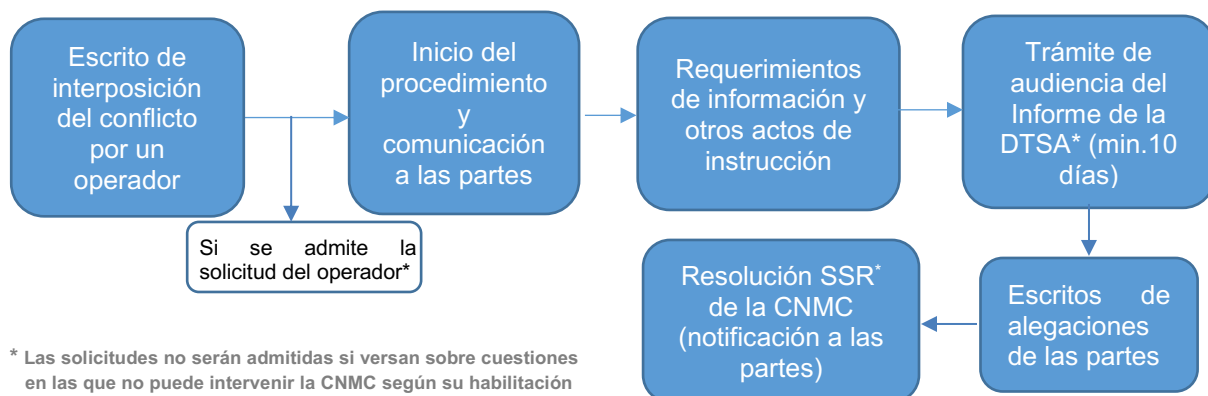 Escrito de
interposición
del conflicto
por un
operador
Inicio del
procedimiento
y
comunicación
a las partes
Requerimientos
de información y
otros actos de
instrucción
Trámite de
audiencia del
Informe de la
DTSA* (min.10
días)
Si se admite la
solicitud del operador*
Escritos de
alegaciones
de las partes
Resolución SSR*
de la CNMC
(notificación a las
partes)
* Las solicitudes no serán admitidas si versan sobre cuestiones
en las que no puede intervenir la CNMC según su habilitación